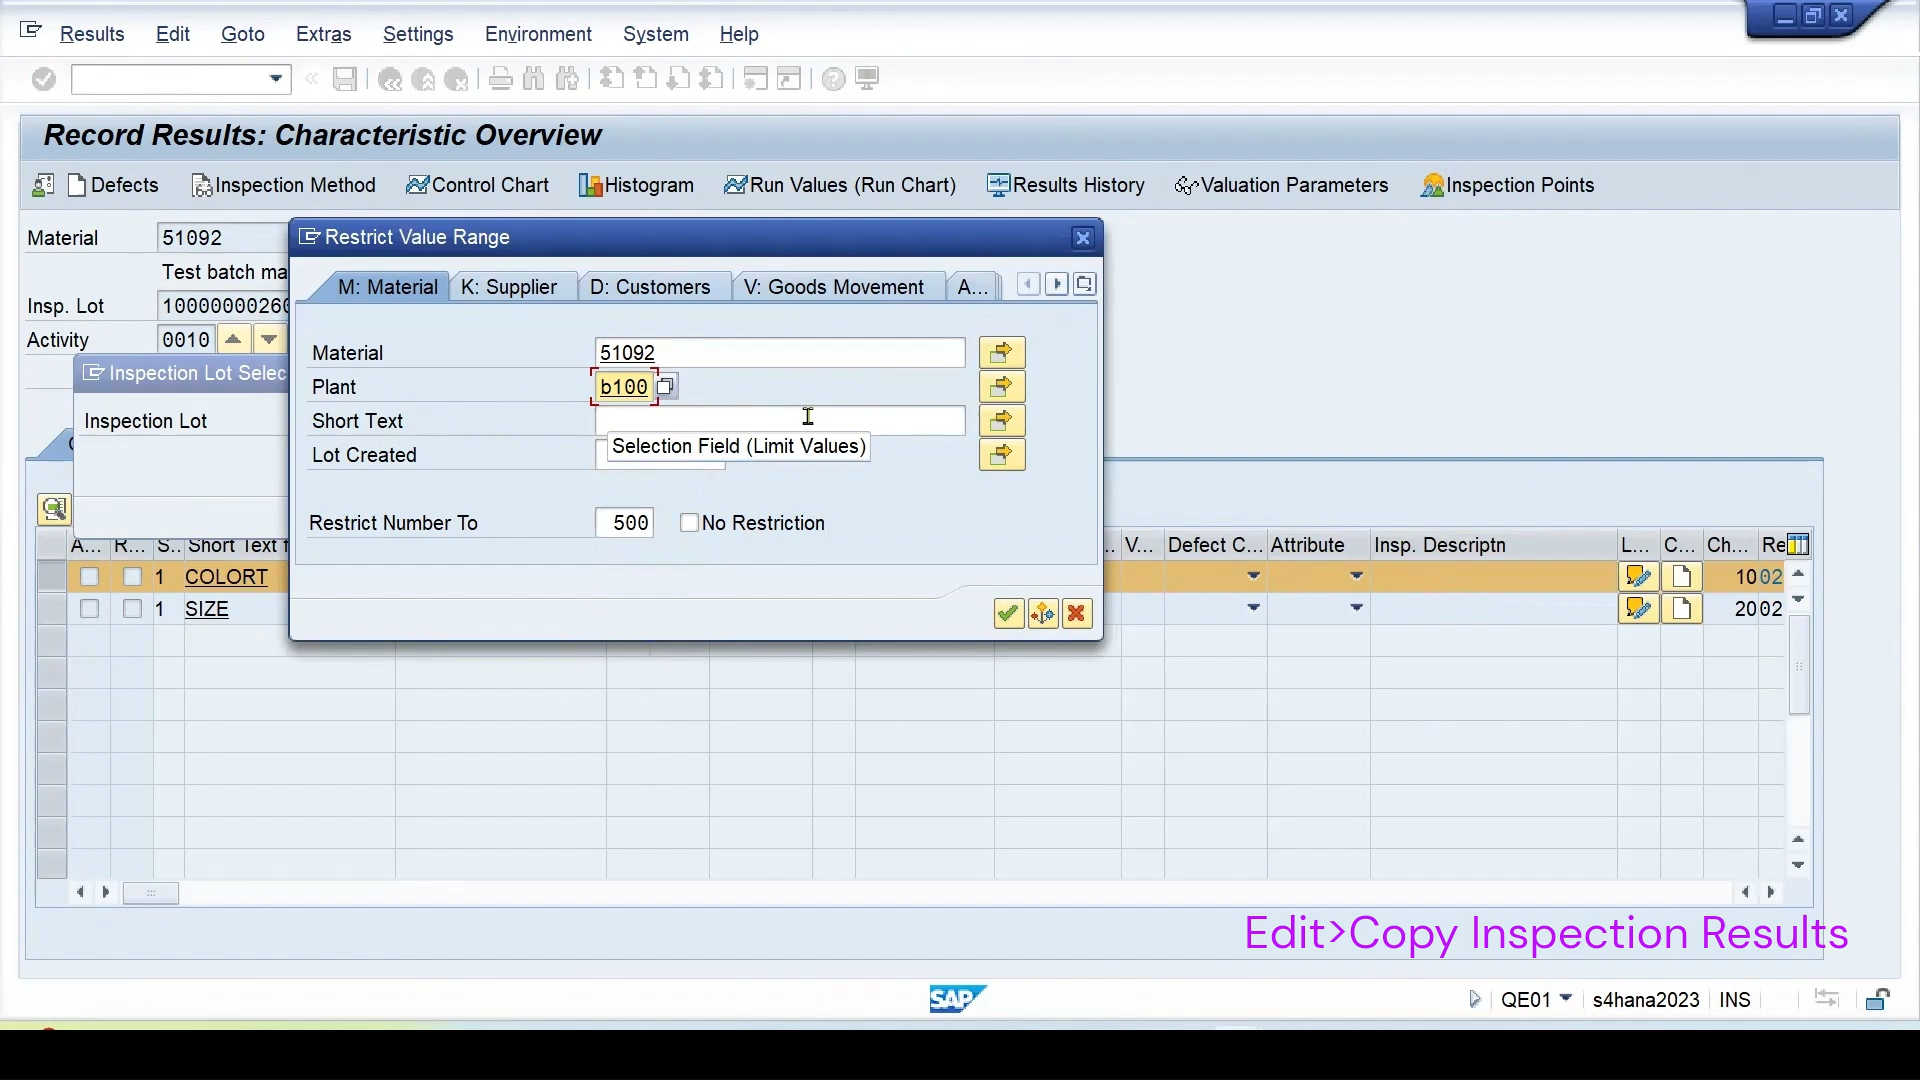 Results Edit Goto Extras Settings Environment System Help
Record Results: Characteristic Overview
Defects Inspection Method Control Chart Histogram Run Values (Run Chart) Results History Valuation Parameters Inspection Points
Material 51092
Test batch ma
Insp. Lot 10000000260
Activity 0010
Inspection Lot Selec
Inspection Lot
Restrict Value Range
M: Material K: Supplier D: Customers V: Goods Movement A...
Material 51092
Plant b100
Short Text
Selection Field (Limit Values)
Lot Created
Restrict Number To 500 No Restriction
A... R... S.. Short Text f V... Defect C... Attribute Insp. Descriptn L... C... Ch... Re
1 COLORT 10 02
1 SIZE 20 02
Edit>Copy Inspection Results
SAP QE01 s4hana2023 INS